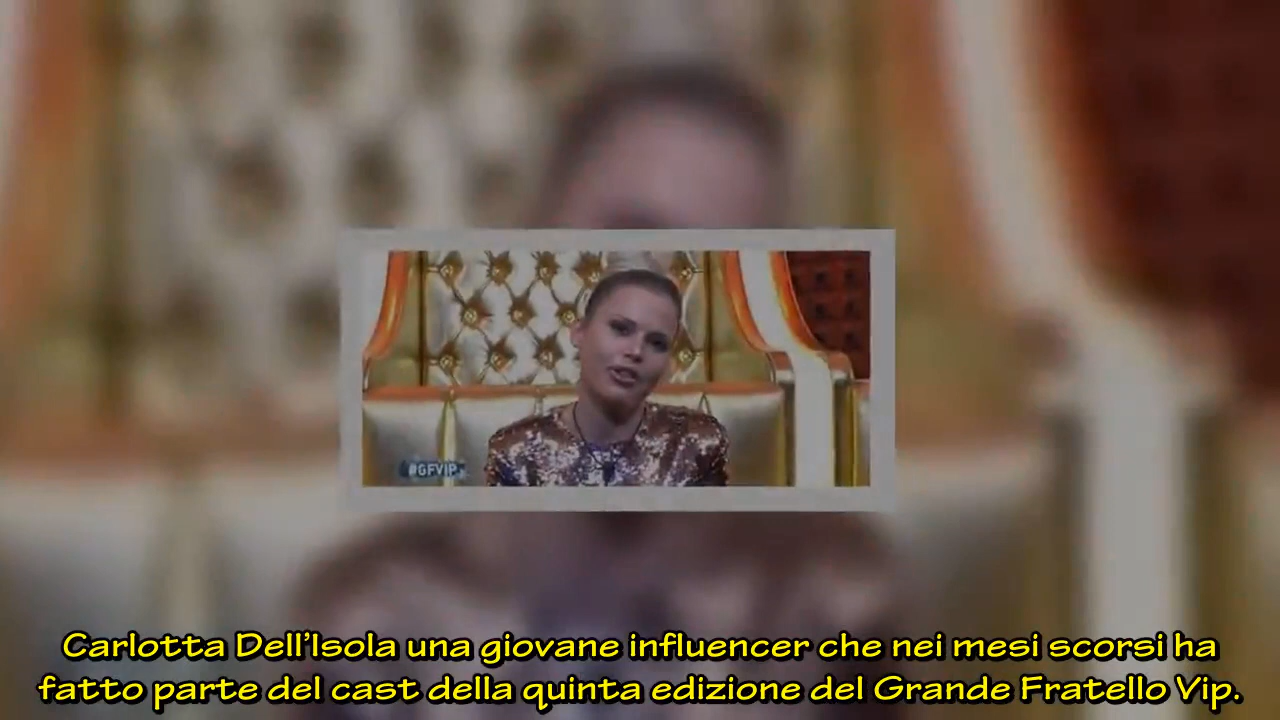 #GFVIP
Carlotta Dell'Isola una giovane influencer che nei mesi scorsi ha
fatto parte del cast della quinta edizione del Grande Fratello Vip.